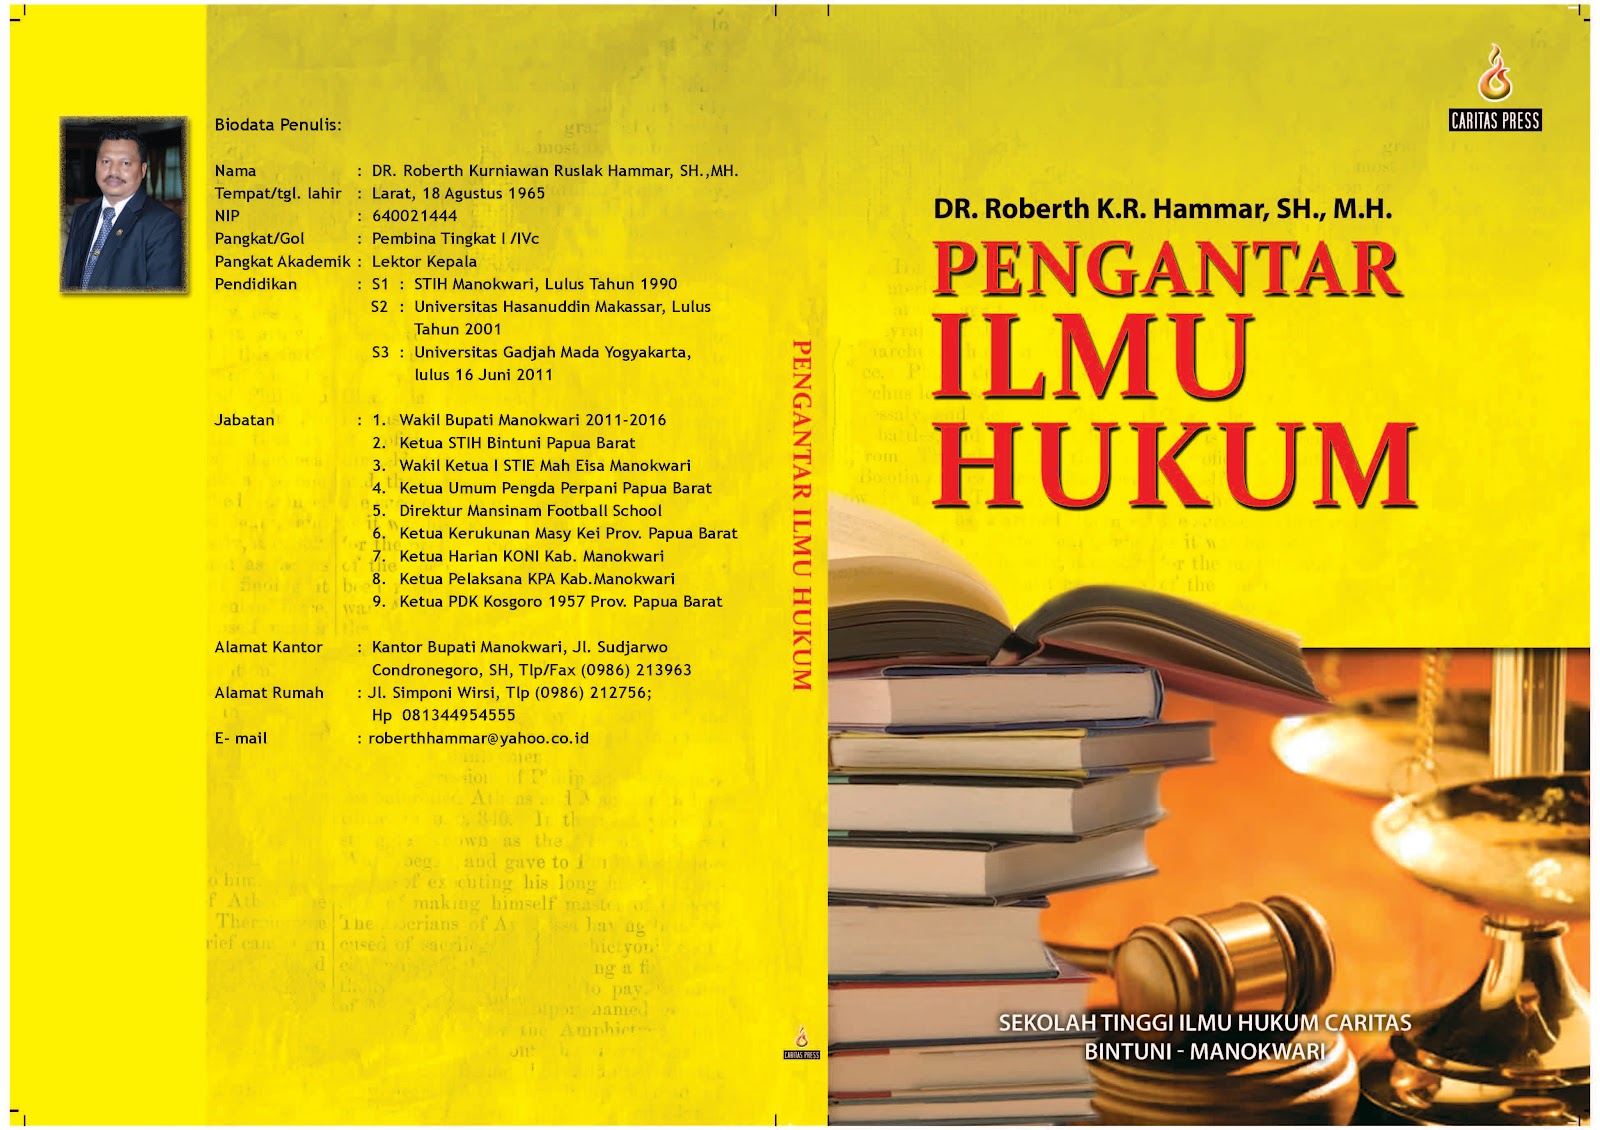 Biodata Penulis:
Nama : DR. Roberth Kurniawan Ruslak Hammar, SH.,MH.
Tempat/tgl. lahir : Larat, 18 Agustus 1965
NIP : 640021444
Pangkat/Gol : Pembina Tingkat I /IVc
Pangkat Akademik : Lektor Kepala
Pendidikan : S1 : STIH Manokwari, Lulus Tahun 1990
S2 : Universitas Hasanuddin Makassar, Lulus
Tahun 2001
S3 : Universitas Gadjah Mada Yogyakarta,
lulus 16 Juni 2011
Jabatan : 1. Wakil Bupati Manokwari 2011-2016
2. Ketua STIH Bintuni Papua Barat
3. Wakil Ketua I STIE Mah Eisa Manokwari
4. Ketua Umum Pengda Perpani Papua Barat
5. Direktur Mansinam Football School
6. Ketua Kerukunan Masy Kei Prov. Papua Barat
7. Ketua Harian KONI Kab. Manokwari
8. Ketua Pelaksana KPA Kab.Manokwari
9. Ketua PDK Kosgoro 1957 Prov. Papua Barat
Alamat Kantor : Kantor Bupati Manokwari, Jl. Sudjarwo
Condronegoro, SH, Tlp/Fax (0986) 213963
Alamat Rumah : Jl. Simponi Wirsi, Tlp (0986) 212756;
Hp 081344954555
E- mail : roberthhammar@yahoo.co.id
PENGANTAR ILMU HUKUM
CARITAS PRESS
CARITAS PRESS
DR. Roberth K.R. Hammar, SH., M.H.
PENGANTAR
ILMU
HUKUM
SEKOLAH TINGGI ILMU HUKUM CARITAS
BINTUNI - MANOKWARI